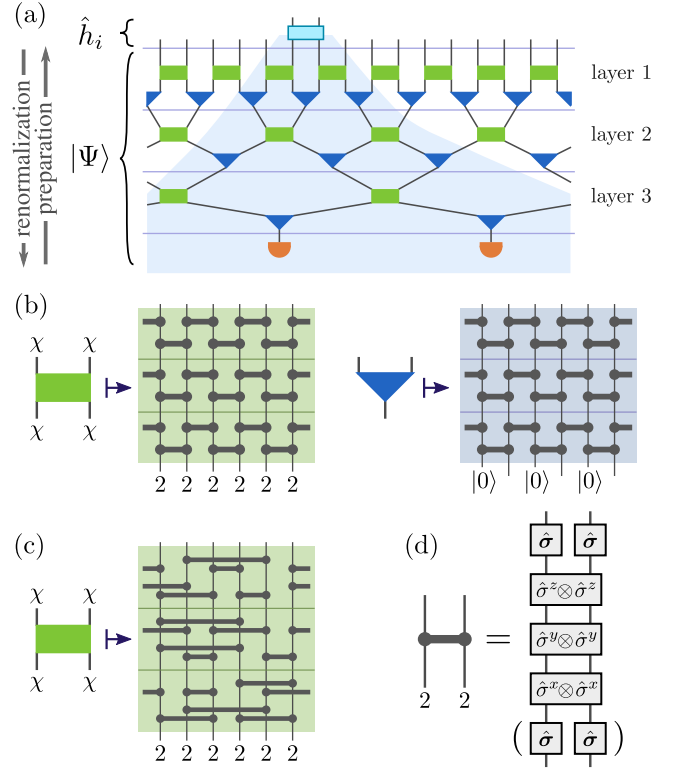 (a)
ĥ_i
|Ψ⟩
renormalization
preparation
layer 1
layer 2
layer 3
(b)
χ χ
χ χ
2 2 2 2 2 2
|0⟩ |0⟩ |0⟩
(c)
χ χ
χ χ
2 2 2 2 2 2
(d)
2 2
=
σ̂ σ̂
σ̂^z ⊗ σ̂^z
σ̂^y ⊗ σ̂^y
σ̂^x ⊗ σ̂^x
( σ̂ σ̂ )